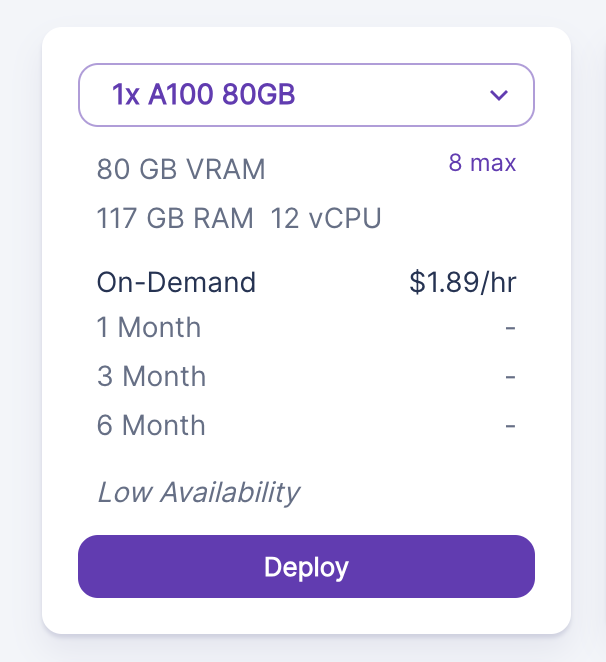 1x A100 80GB
80 GB VRAM 8 max
117 GB RAM 12 vCPU
On-Demand $1.89/hr
1 Month -
3 Month -
6 Month -
Low Availability
Deploy